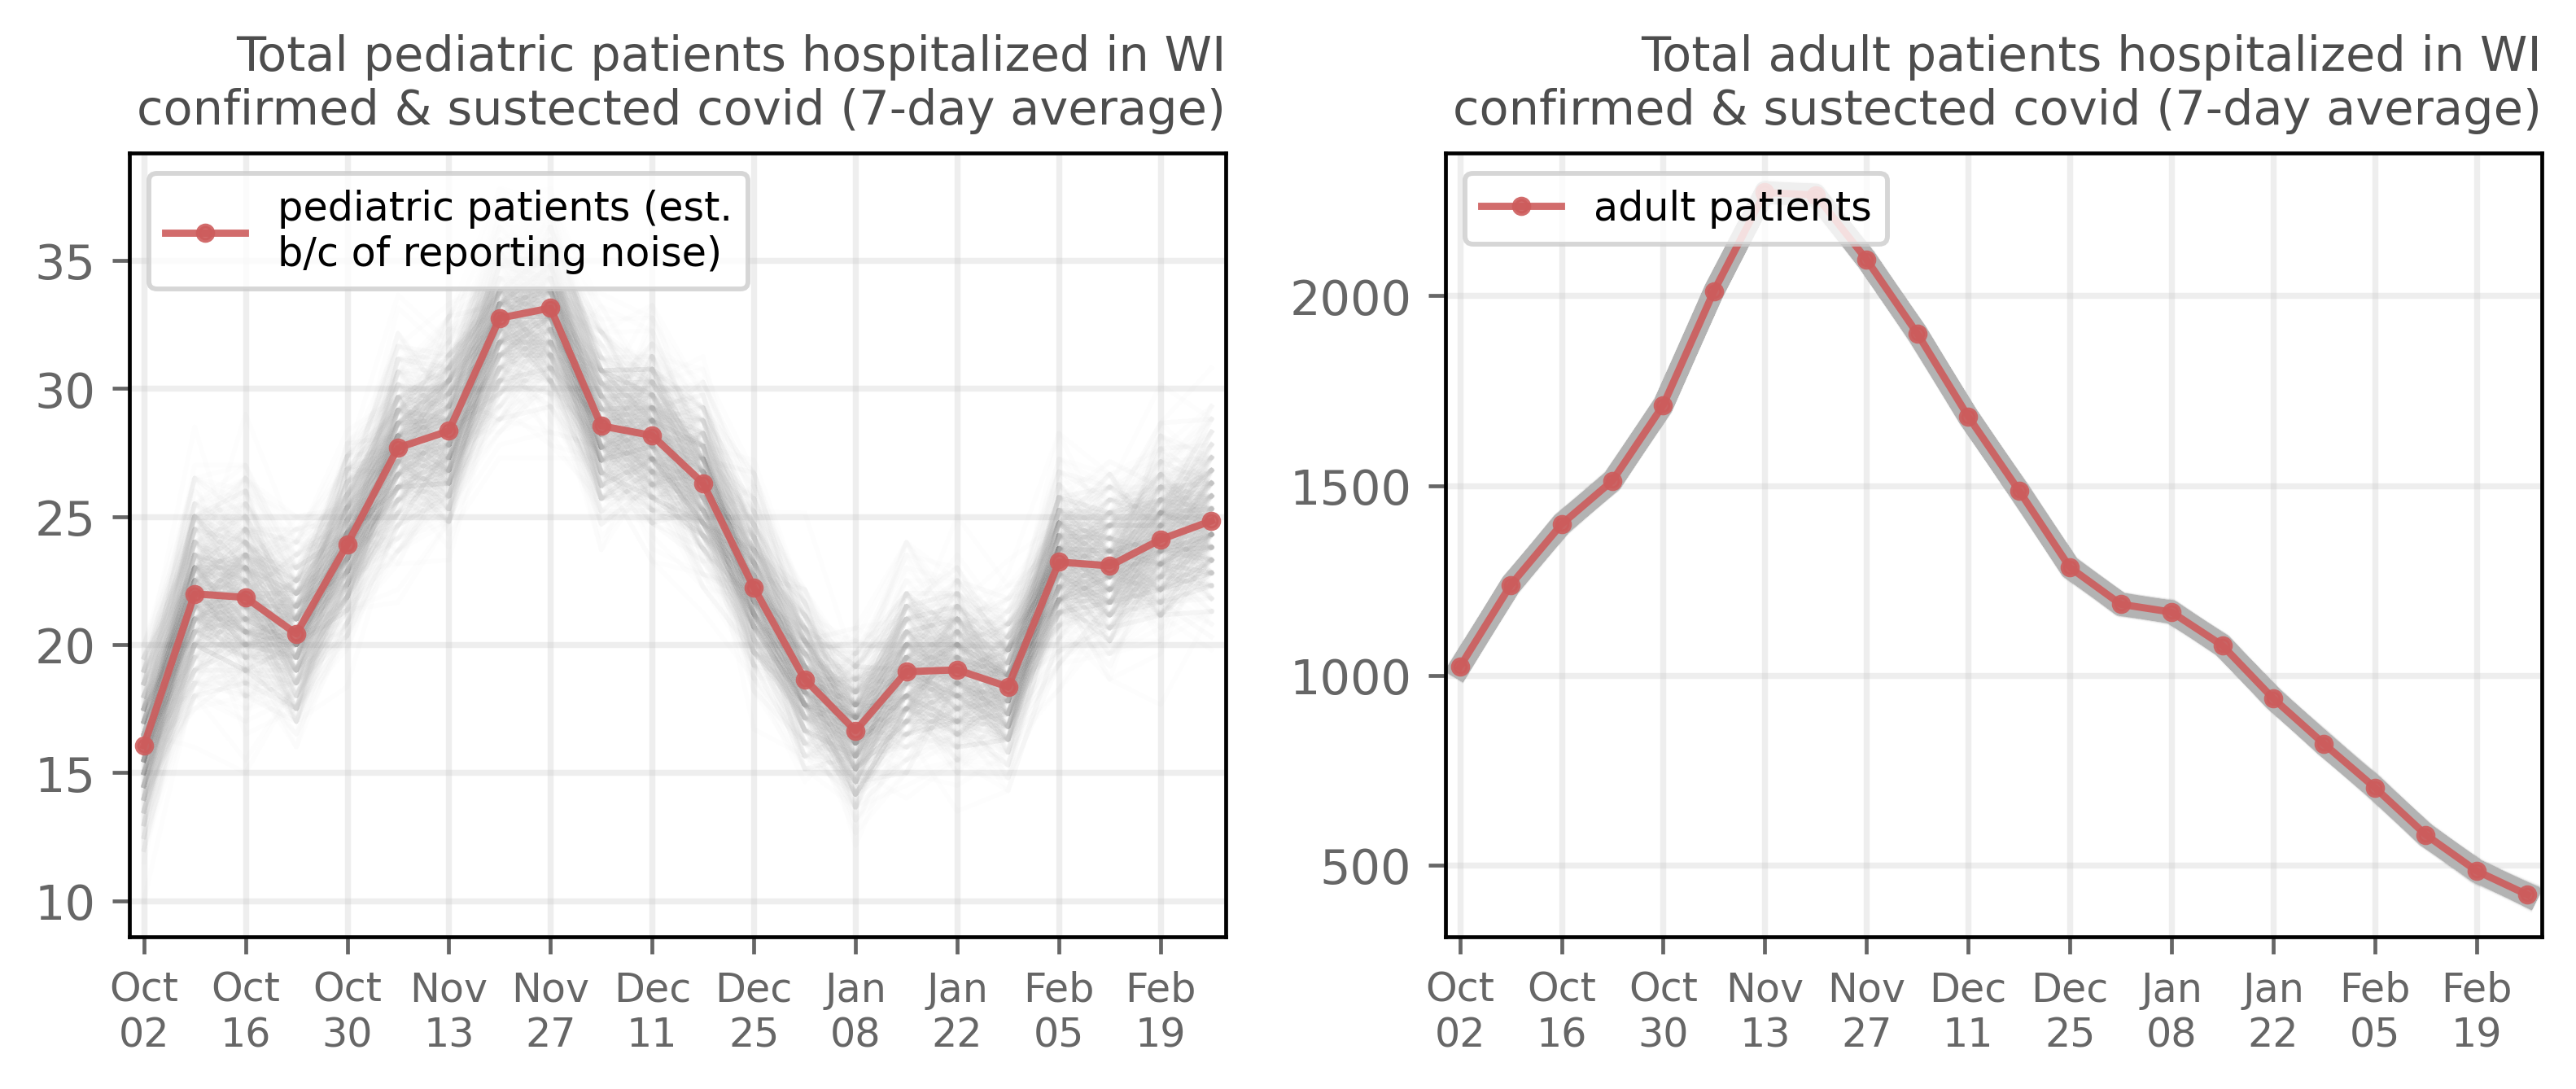 Total pediatric patients hospitalized in WI
confirmed & sustected covid (7-day average)
pediatric patients (est.
b/c of reporting noise)
35
30
25
20
15
10
Oct Oct Oct Nov Nov Dec Dec Jan Jan Feb Feb
02 16 30 13 27 11 25 08 22 05 19
Total adult patients hospitalized in WI
confirmed & sustected covid (7-day average)
adult patients
2000
1500
1000
500
Oct Oct Oct Nov Nov Dec Dec Jan Jan Feb Feb
02 16 30 13 27 11 25 08 22 05 19